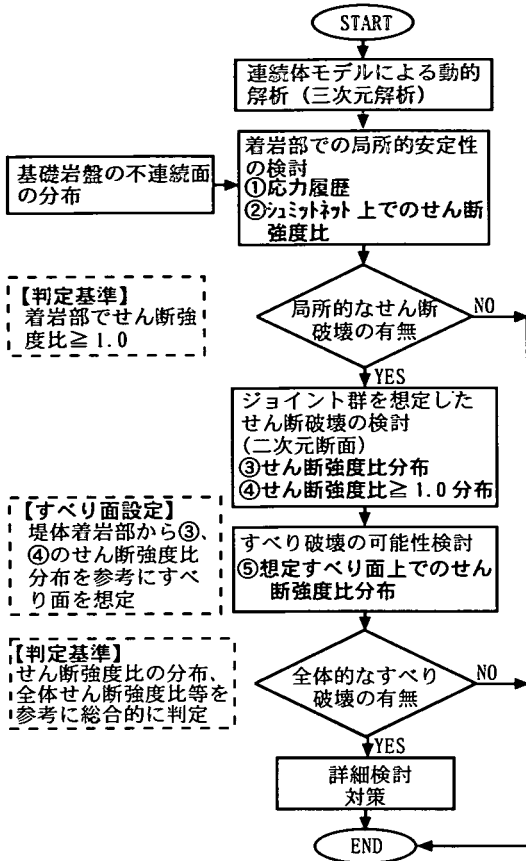 START
連続体モデルによる動的
解析(三次元解析)
着岩部での局所的安定性
の検討
①応力履歴
②シュミットネット上でのせん断
強度比
基礎岩盤の不連続面
の分布
【判定基準】
着岩部でせん断強
度比≧1.0
局所的なせん断
破壊の有無
NO
YES
ジョイント群を想定した
せん断破壊の検討
(二次元断面)
③せん断強度比分布
④せん断強度比≧1.0分布
【すべり面設定】
堤体着岩部から③、
④のせん断強度比
分布を参考にすべ
り面を想定
すべり破壊の可能性検討
⑤想定すべり面上でのせん
断強度比分布
【判定基準】
せん断強度比の分布、
全体せん断強度比等を
参考に総合的に判定
全体的なすべり
破壊の有無
NO
YES
詳細検討
対策
END